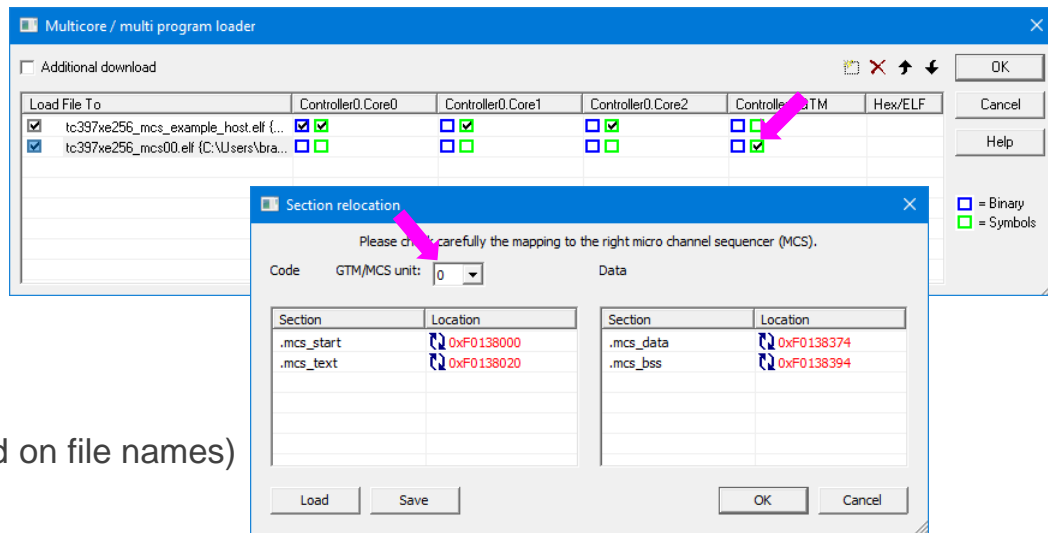 Multicore / multi program loader
Additional download
OK
Load File To Controller0.Core0 Controller0.Core1 Controller0.Core2 Hex/ELF
Cancel
tc397xe256_mcs_example_host.elf {...
tc397xe256_mcs00.elf {C:\Users\bra...
Help
= Binary
= Symbols
Section relocation
Please carefully the mapping to the right micro channel sequencer (MCS).
Code GTM/MCS unit: 0 Data
Section Location Section Location
.mcs_start 0xF0138000 .mcs_data 0xF0138374
.mcs_text 0xF0138020 .mcs_bss 0xF0138394
on file names)
Load Save OK Cancel